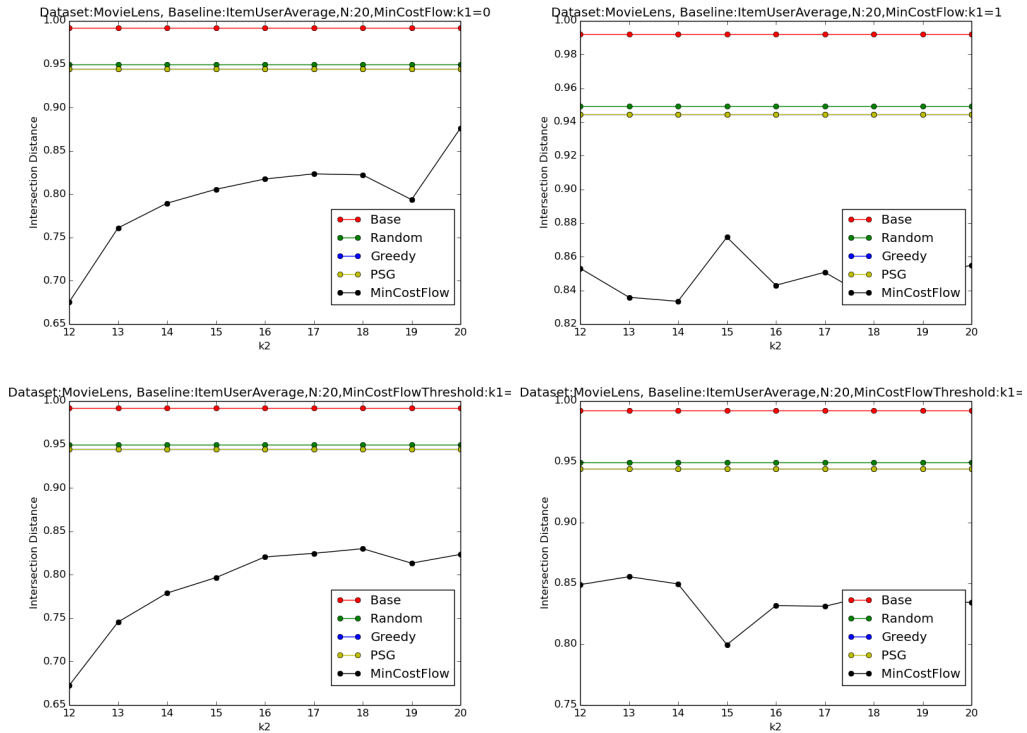 Dataset:MovieLens, Baseline:ItemUserAverage,N:20,MinCostFlow:k1=0
1.00
0.95
0.90
0.85
0.80
0.75
0.70
0.65
Intersection Distance
12 13 14 15 16 17 18 19 20
k2
Base
Random
Greedy
PSG
MinCostFlow
Dataset:MovieLens, Baseline:ItemUserAverage,N:20,MinCostFlow:k1=1
1.00
0.98
0.96
0.94
0.92
0.90
0.88
0.86
0.84
0.82
Intersection Distance
12 13 14 15 16 17 18 19 20
k2
Base
Random
Greedy
PSG
MinCostFlow
Dataset:MovieLens, Baseline:ItemUserAverage,N:20,MinCostFlowThreshold:k1=
1.00
0.95
0.90
0.85
0.80
0.75
0.70
0.65
Intersection Distance
12 13 14 15 16 17 18 19 20
k2
Base
Random
Greedy
PSG
MinCostFlow
Dataset:MovieLens, Baseline:ItemUserAverage,N:20,MinCostFlowThreshold:k1=
1.00
0.95
0.90
0.85
0.80
0.75
Intersection Distance
12 13 14 15 16 17 18 19 20
k2
Base
Random
Greedy
PSG
MinCostFlow